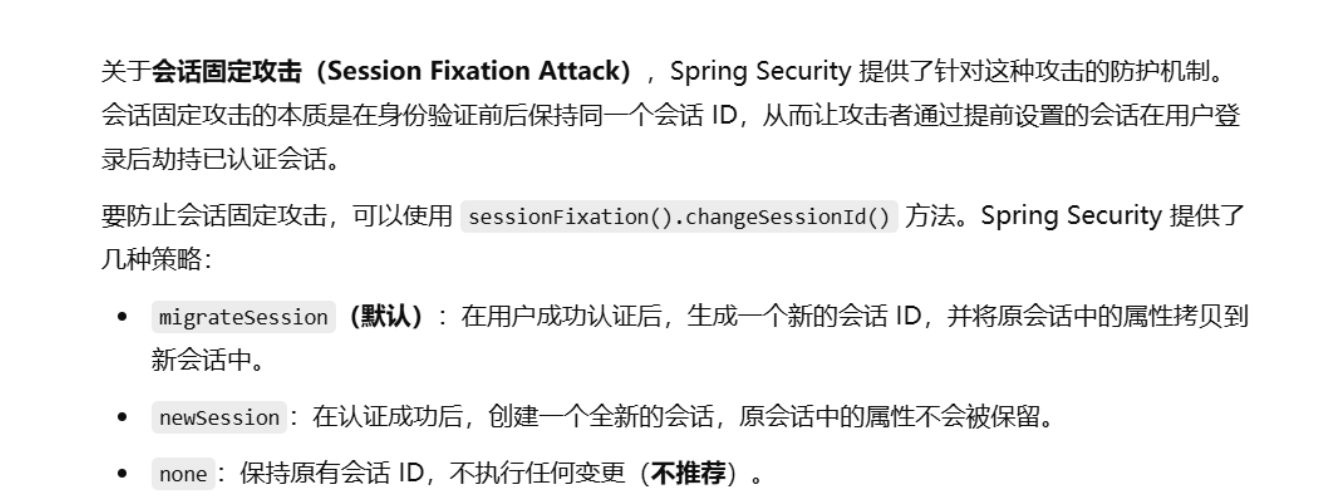 关于会话固定攻击（Session Fixation Attack），Spring Security 提供了针对这种攻击的防护机制。
会话固定攻击的本质是在身份验证前后保持同一个会话 ID，从而让攻击者通过提前设置的会话在用户登
录后劫持已认证会话。
要防止会话固定攻击，可以使用 sessionFixation().changeSessionId() 方法。Spring Security 提供了
几种策略：
• migrateSession（默认）：在用户成功认证后，生成一个新的会话 ID，并将原会话中的属性拷贝到
新会话中。
• newSession：在认证成功后，创建一个全新的会话，原会话中的属性不会被保留。
• none：保持原有会话 ID，不执行任何变更（不推荐）。